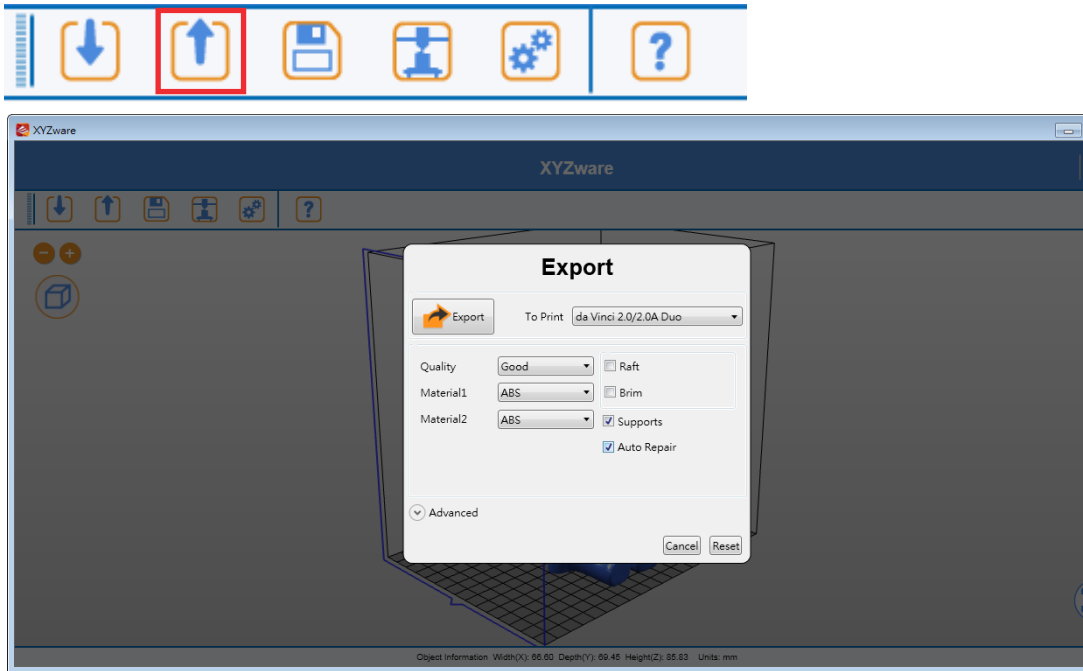 ?
XYZware
XYZware
?
Export
Export To Print da Vinci 2.0/2.0A Duo
Quality Good Raft
Material1 ABS Brim
Material2 ABS Supports
Auto Repair
Advanced
Cancel Reset
Object Information Width(X): 66.60 Depth(Y): 69.45 Height(Z): 85.83 Units: mm